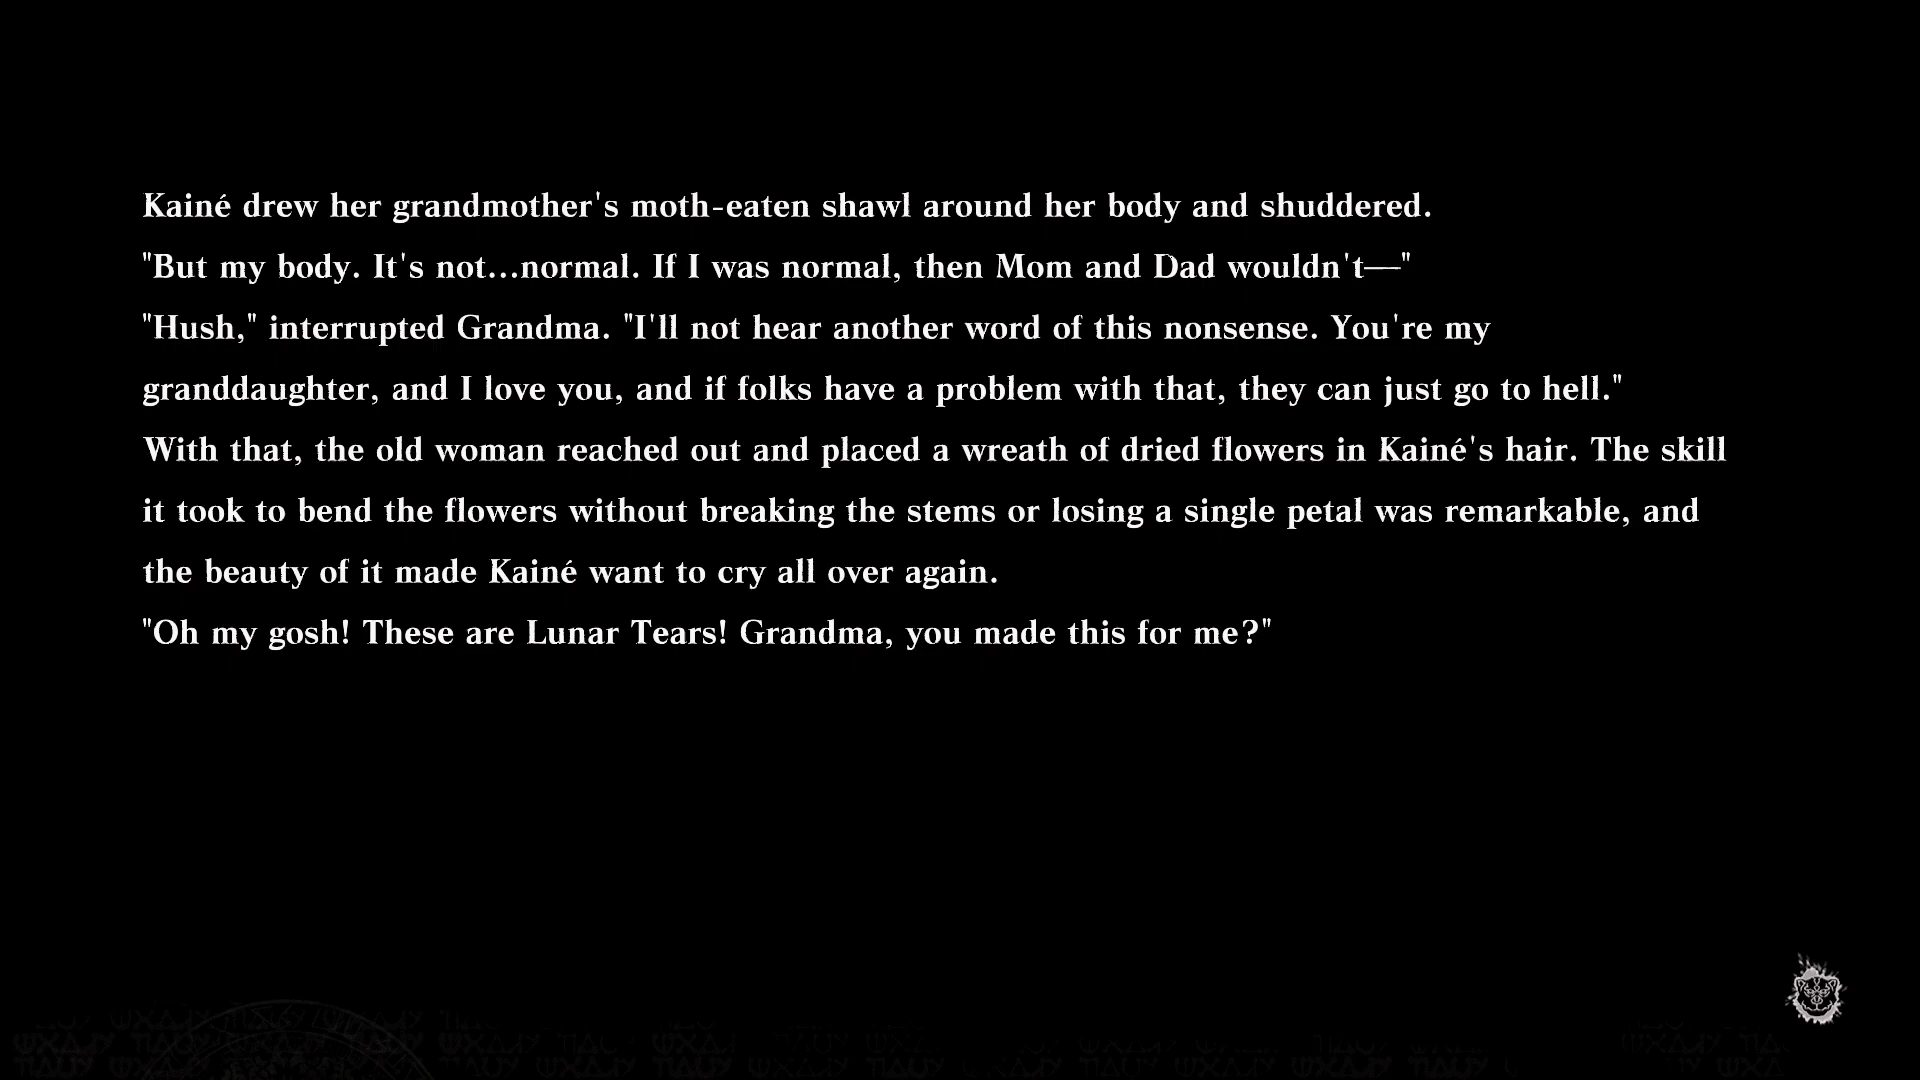 Kainé drew her grandmother's moth-eaten shawl around her body and shuddered.
"But my body. It's not...normal. If I was normal, then Mom and Dad wouldn't—"
"Hush," interrupted Grandma. "I'll not hear another word of this nonsense. You're my
granddaughter, and I love you, and if folks have a problem with that, they can just go to hell."
With that, the old woman reached out and placed a wreath of dried flowers in Kainé's hair. The skill
it took to bend the flowers without breaking the stems or losing a single petal was remarkable, and
the beauty of it made Kainé want to cry all over again.
"Oh my gosh! These are Lunar Tears! Grandma, you made this for me?"